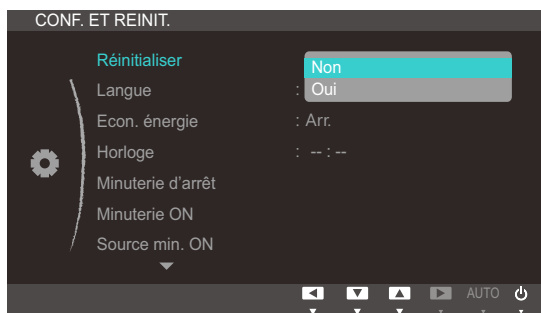 CONF. ET REINIT.
Réinitialiser
Non
Langue : Oui
Econ. énergie : Arr.
Horloge : -- : --
Minuterie d'arrêt
Minuterie ON
Source min. ON
AUTO